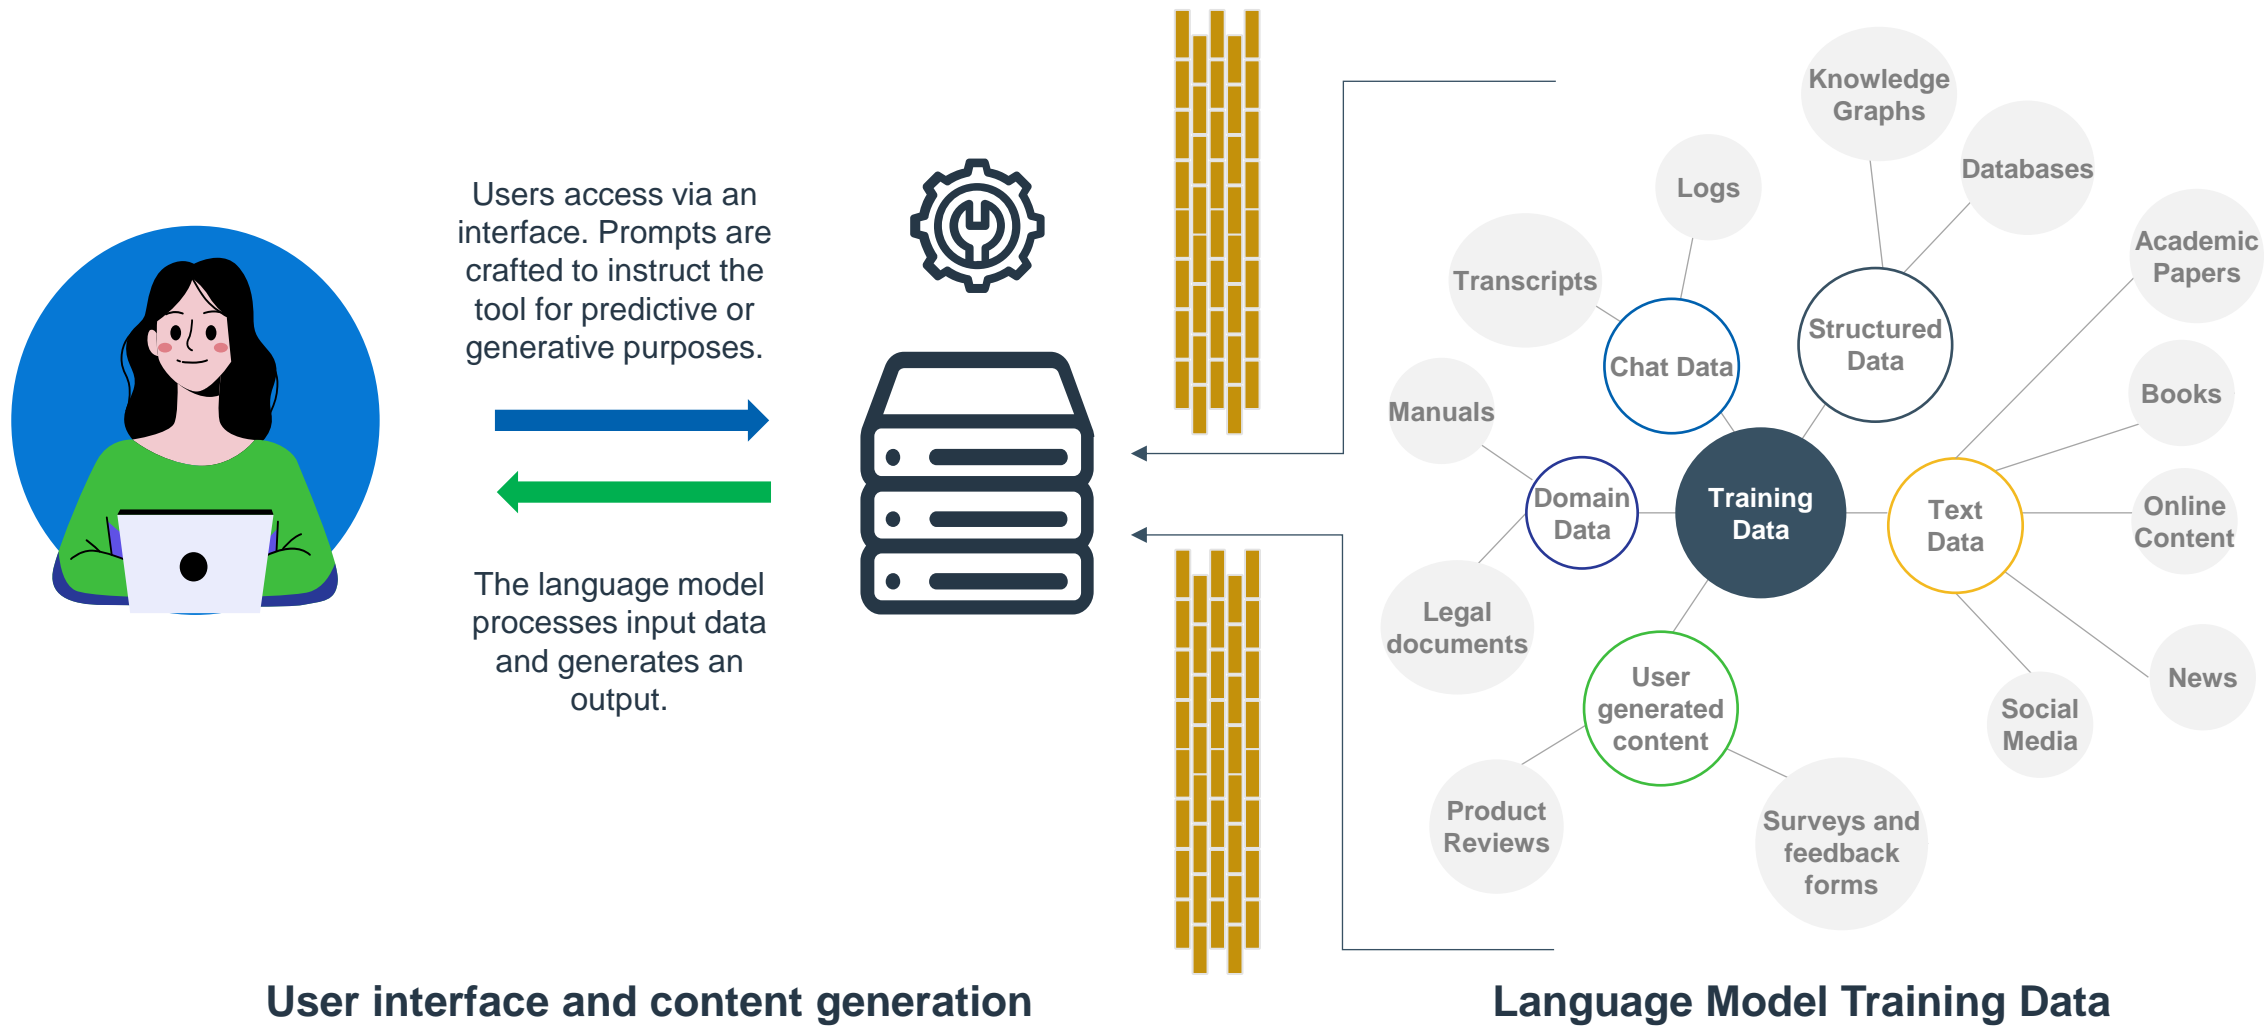 Users access via an
interface. Prompts are
crafted to instruct the
tool for predictive or
generative purposes.
The language model
processes input data
and generates an
output.
User interface and content generation
Knowledge
Graphs
Databases
Logs
Transcripts
Academic
Papers
Structured
Data
Chat Data
Manuals
Books
Domain
Data
Training
Data
Text
Data
Online
Content
Legal
documents
User
generated
content
News
Social
Media
Product
Reviews
Surveys and
feedback
forms
Language Model Training Data